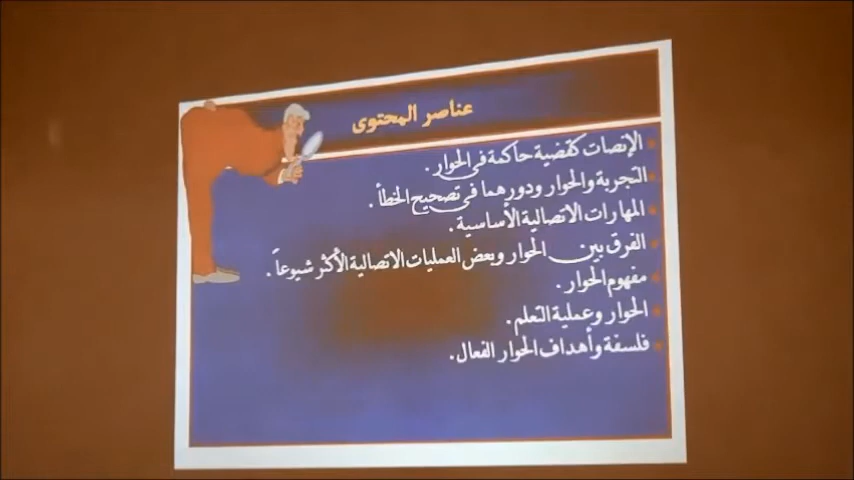 عناصر المحتوى
الإنصات كقضية حاكمة في الحوار.
التجربة والحوار ودورهما في تصحيح الخطأ.
المهارات الاتصالية الأساسية.
الفرق بين الحوار وبعض العمليات الاتصالية الأكثر شيوعاً.
مفهوم الحوار.
الحوار وعملية التعلم.
فلسفة وأهداف الحوار الفعال.